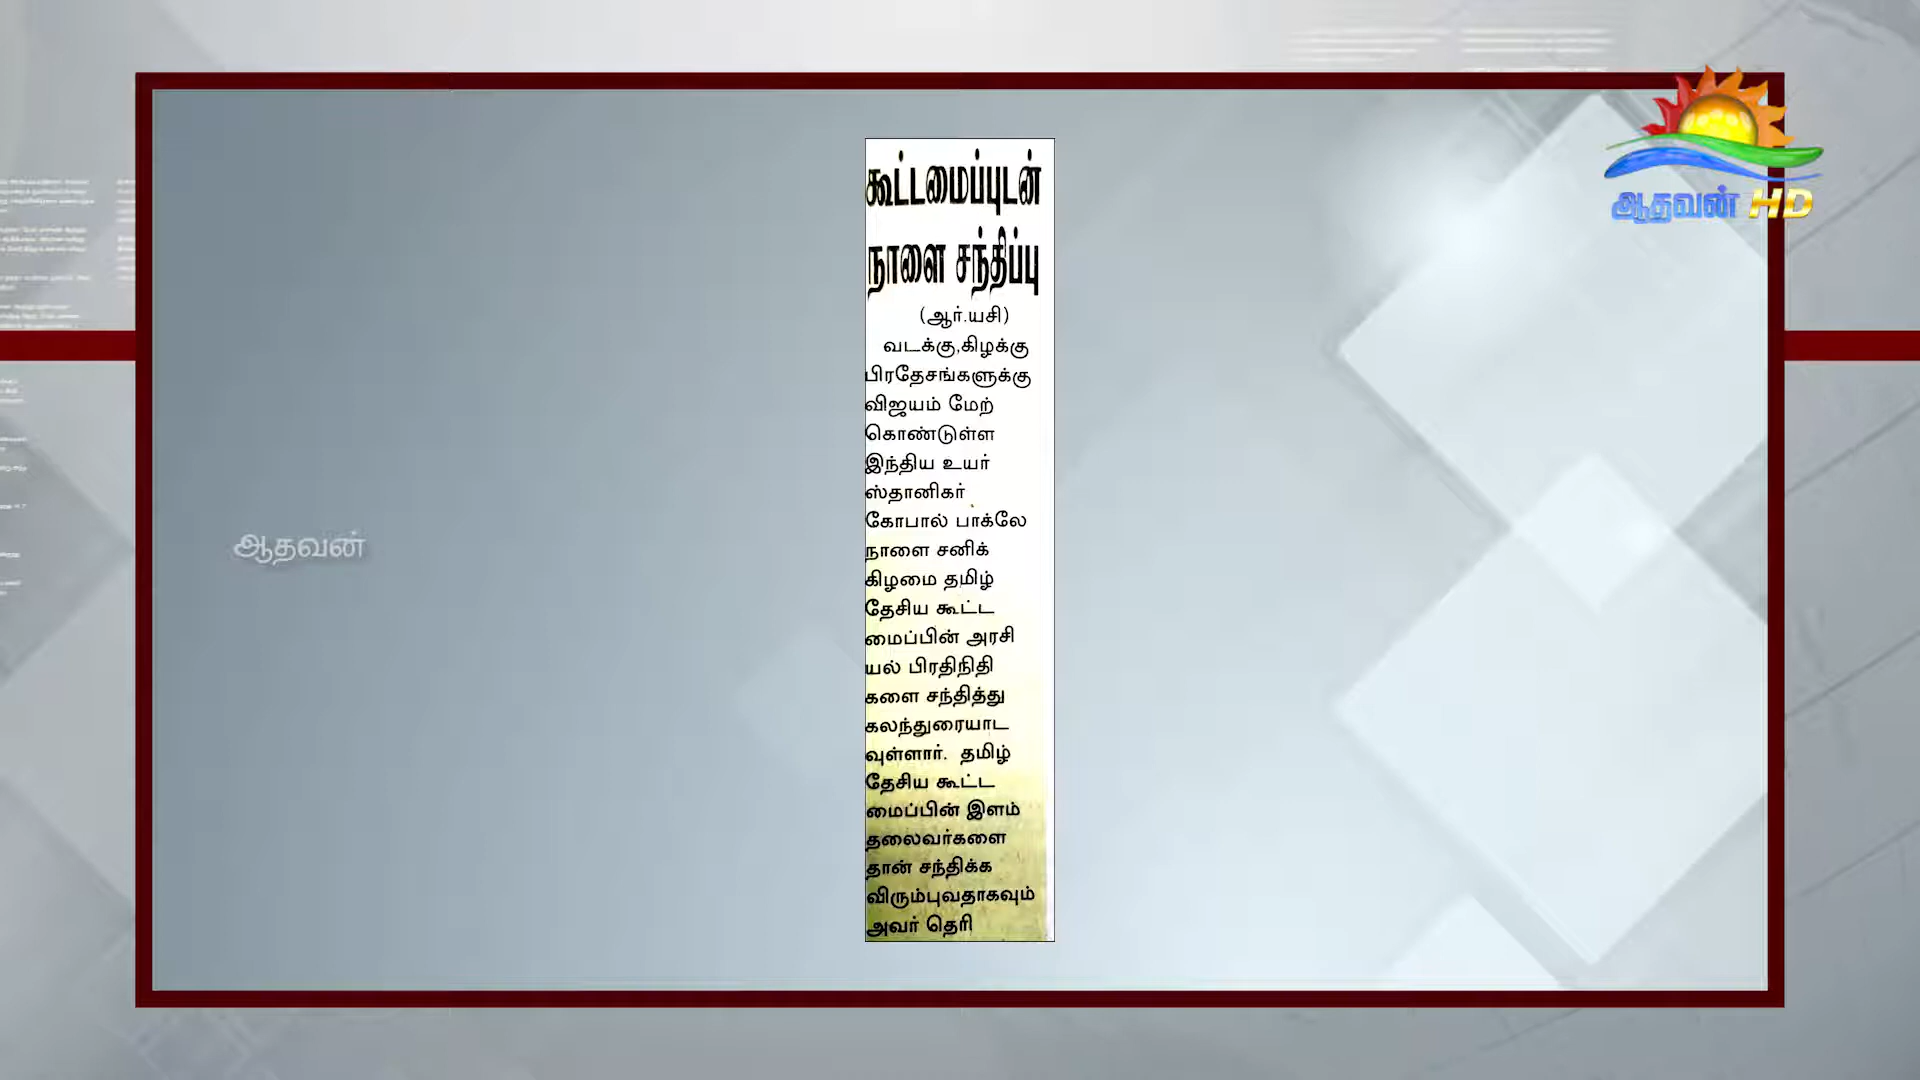 ஆதவன் HD
கூட்டமைப்புடன்
நாளை சந்திப்பு
(ஆர்.யசி)
வடக்கு,கிழக்கு
பிரதேசங்களுக்கு
விஜயம் மேற்
கொண்டுள்ள
இந்திய உயர்
ஸ்தானிகர்
கோபால் பாக்லே
நாளை சனிக்
கிழமை தமிழ்
தேசிய கூட்ட
மைப்பின் அரசி
யல் பிரதிநிதி
களை சந்தித்து
கலந்துரையாட
வுள்ளார். தமிழ்
தேசிய கூட்ட
மைப்பின் இளம்
தலைவர்களை
தான் சந்திக்க
விரும்புவதாகவும்
அவர் தெரி
ஆதவன்